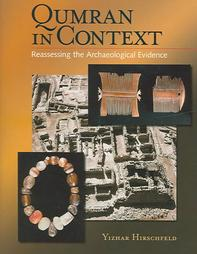 QUMRAN
IN CONTEXT
Reassessing the Archaeological Evidence
YIZHAR HIRSCHFELD